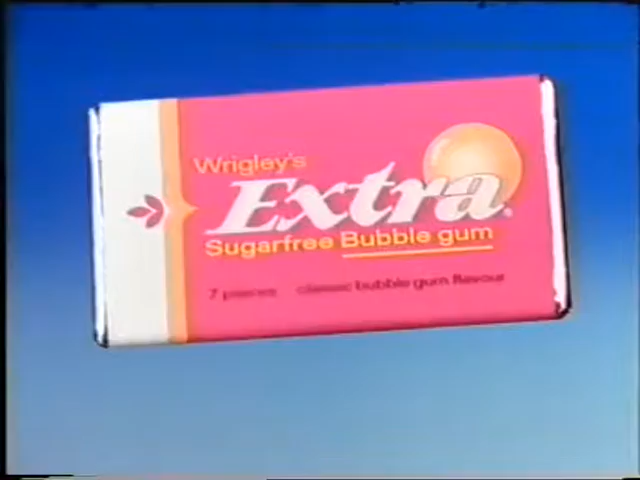 Wrigley's
Extra®
Sugarfree Bubble gum
7 pieces classic bubble gum flavour